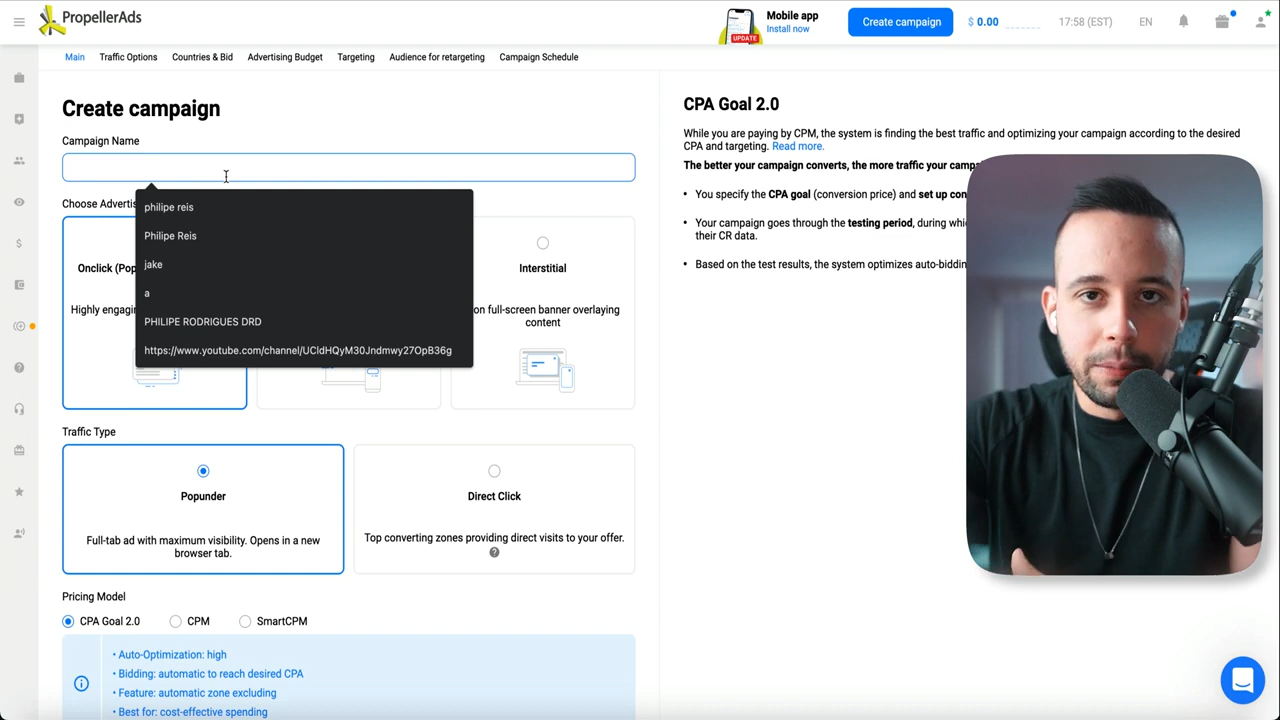 PropellerAds
UPDATE
Mobile app
Install now
Create campaign
$ 0.00
17:58 (EST)
EN
Main
Traffic Options
Countries & Bid
Advertising Budget
Targeting
Audience for retargeting
Campaign Schedule
Create campaign
Campaign Name
philipe reis
Philipe Reis
jake
a
PHILIPE RODRIGUES DRD
https://www.youtube.com/channel/UCldHQyM30Jndmwy27OpB36g
Choose Advertis
Onclick (Pop
Highly engagin
Interstitial
on full-screen banner overlaying
content
Traffic Type
Popunder
Full-tab ad with maximum visibility. Opens in a new
browser tab.
Direct Click
Top converting zones providing direct visits to your offer.
?
Pricing Model
CPA Goal 2.0
CPM
SmartCPM
• Auto-Optimization: high
• Bidding: automatic to reach desired CPA
• Feature: automatic zone excluding
• Best for: cost-effective spending
CPA Goal 2.0
While you are paying by CPM, the system is finding the best traffic and optimizing your campaign according to the desired
CPA and targeting. Read more.
The better your campaign converts, the more traffic your camp
• You specify the CPA goal (conversion price) and set up con
• Your campaign goes through the testing period, during whic
their CR data.
• Based on the test results, the system optimizes auto-biddin